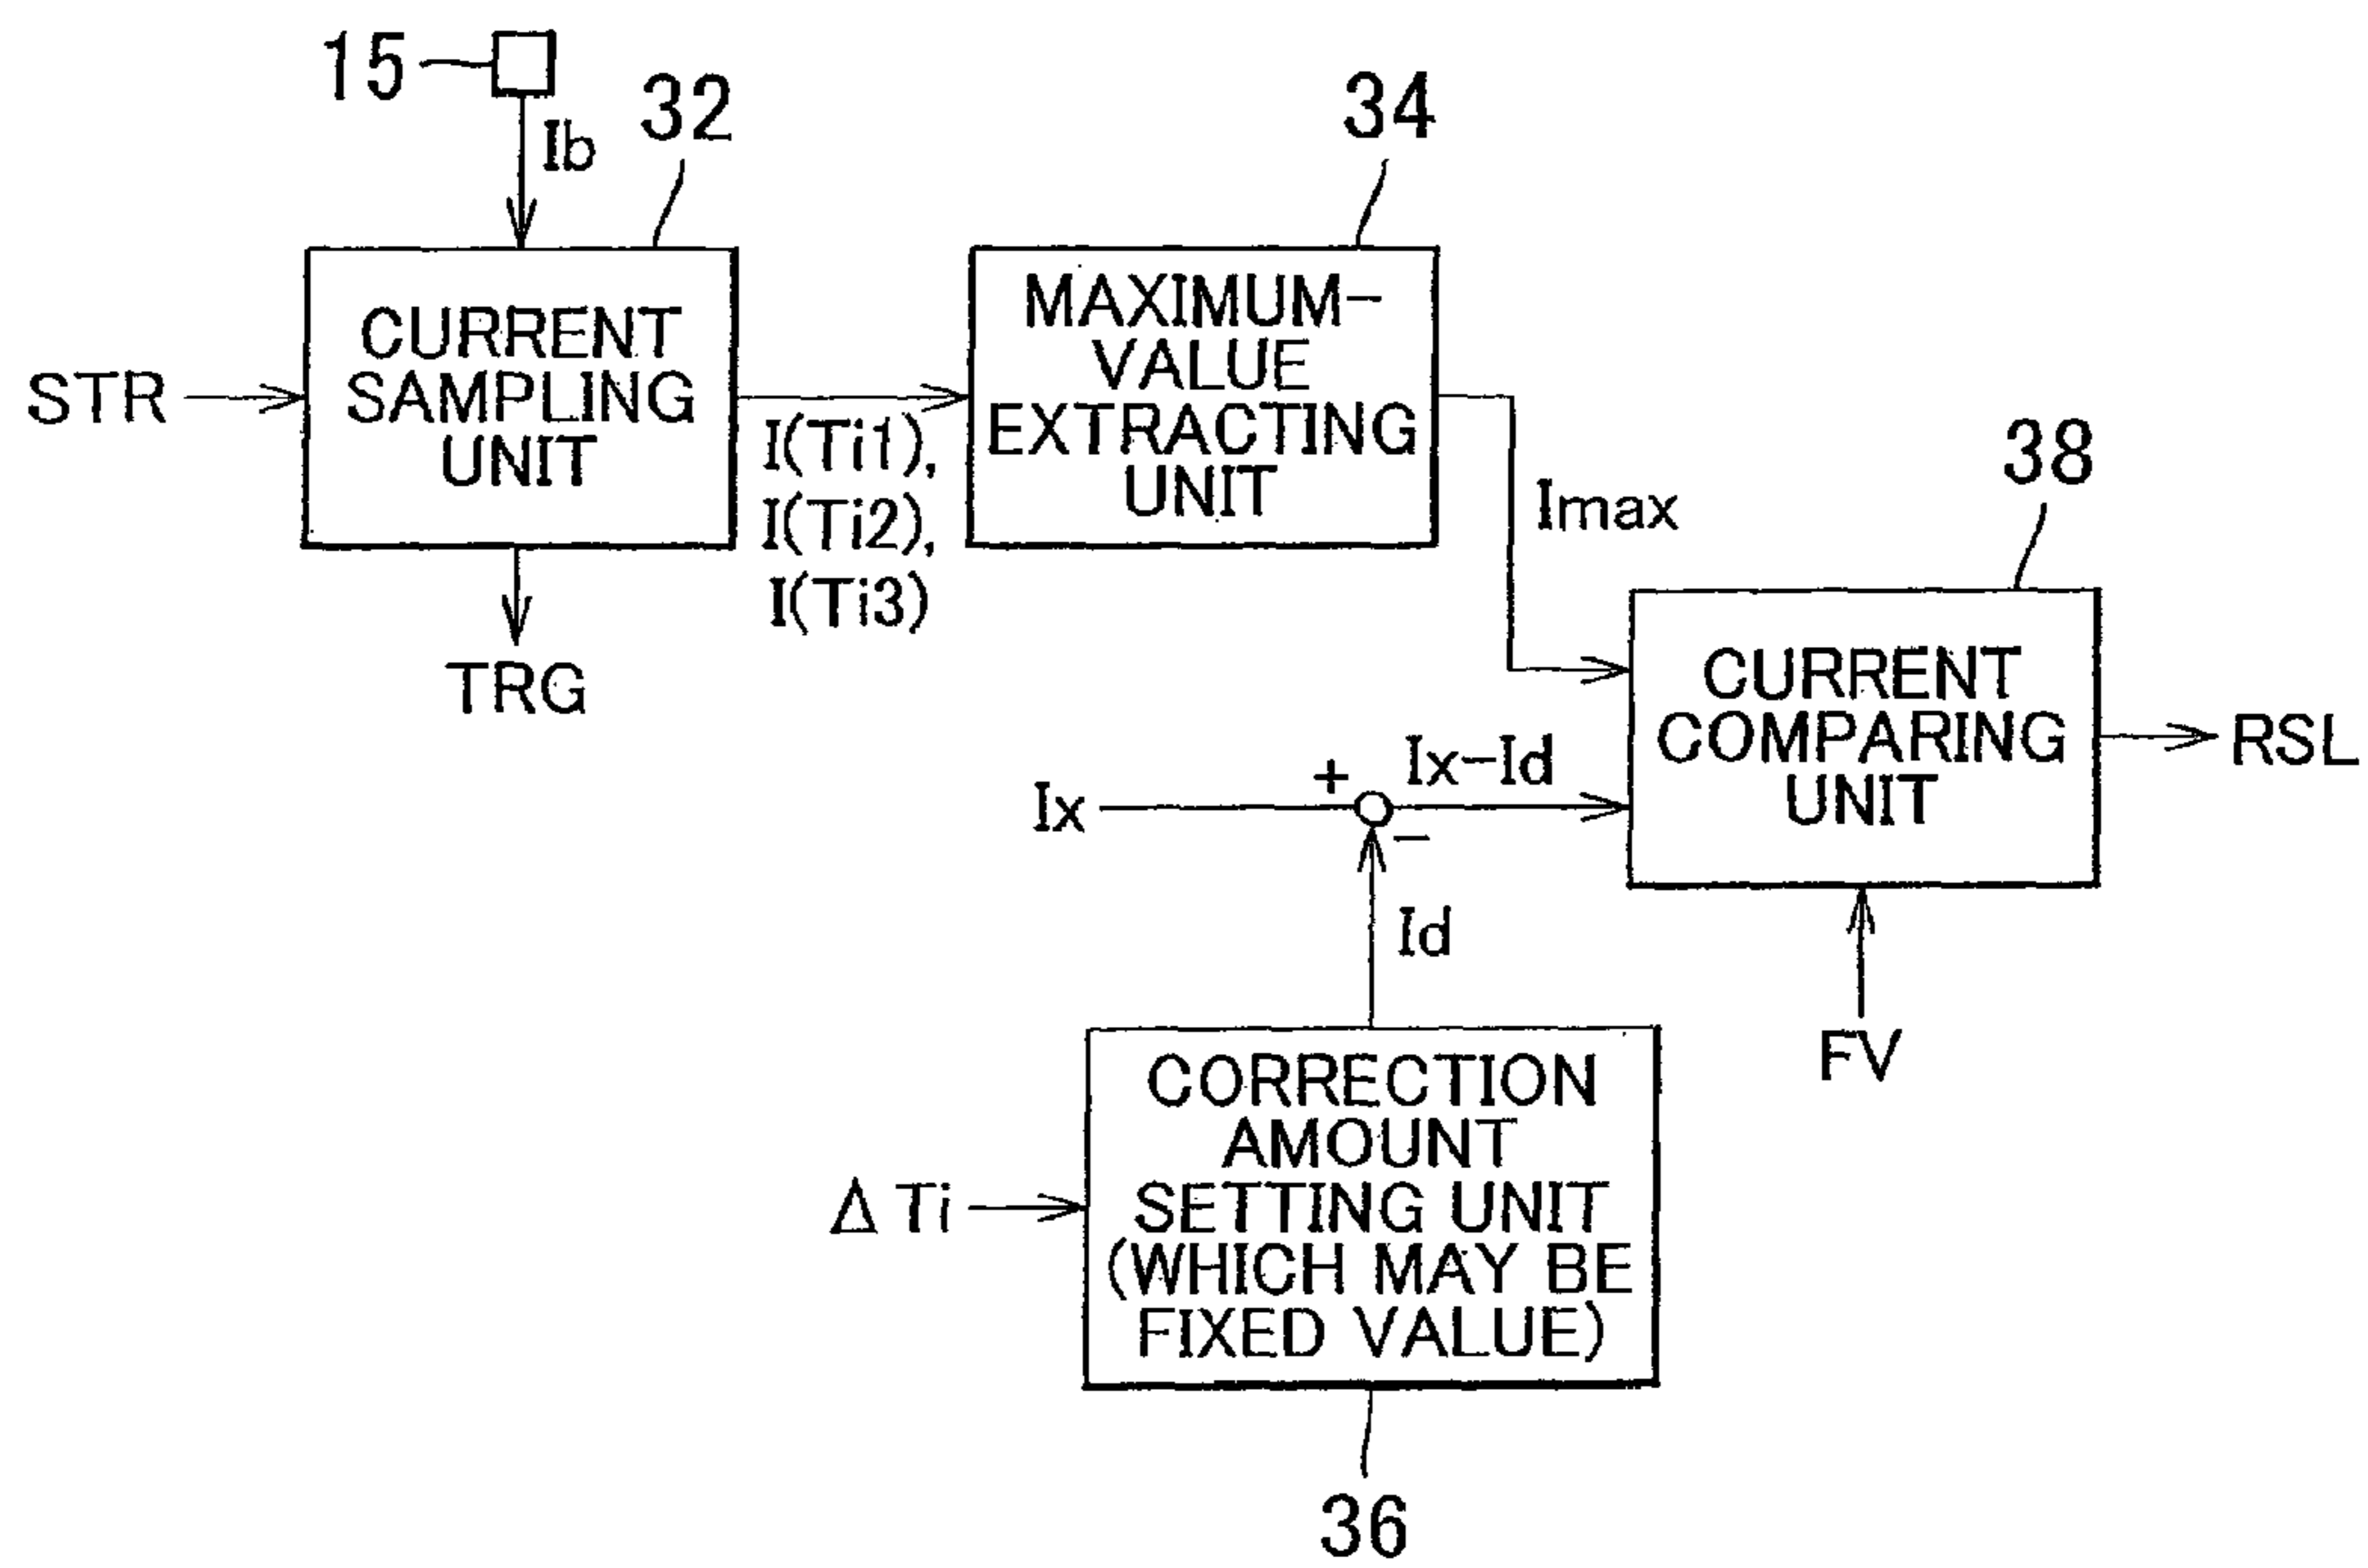 15
Ib
32
34
STR
CURRENT
SAMPLING
UNIT
I(Ti1),
I(Ti2),
I(Ti3)
TRG
MAXIMUM-
VALUE
EXTRACTING
UNIT
Imax
38
CURRENT
COMPARING
UNIT
RSL
Ix
+
−
Ix−Id
Id
FV
Δ Ti
CORRECTION
AMOUNT
SETTING UNIT
(WHICH MAY BE
FIXED VALUE)
36